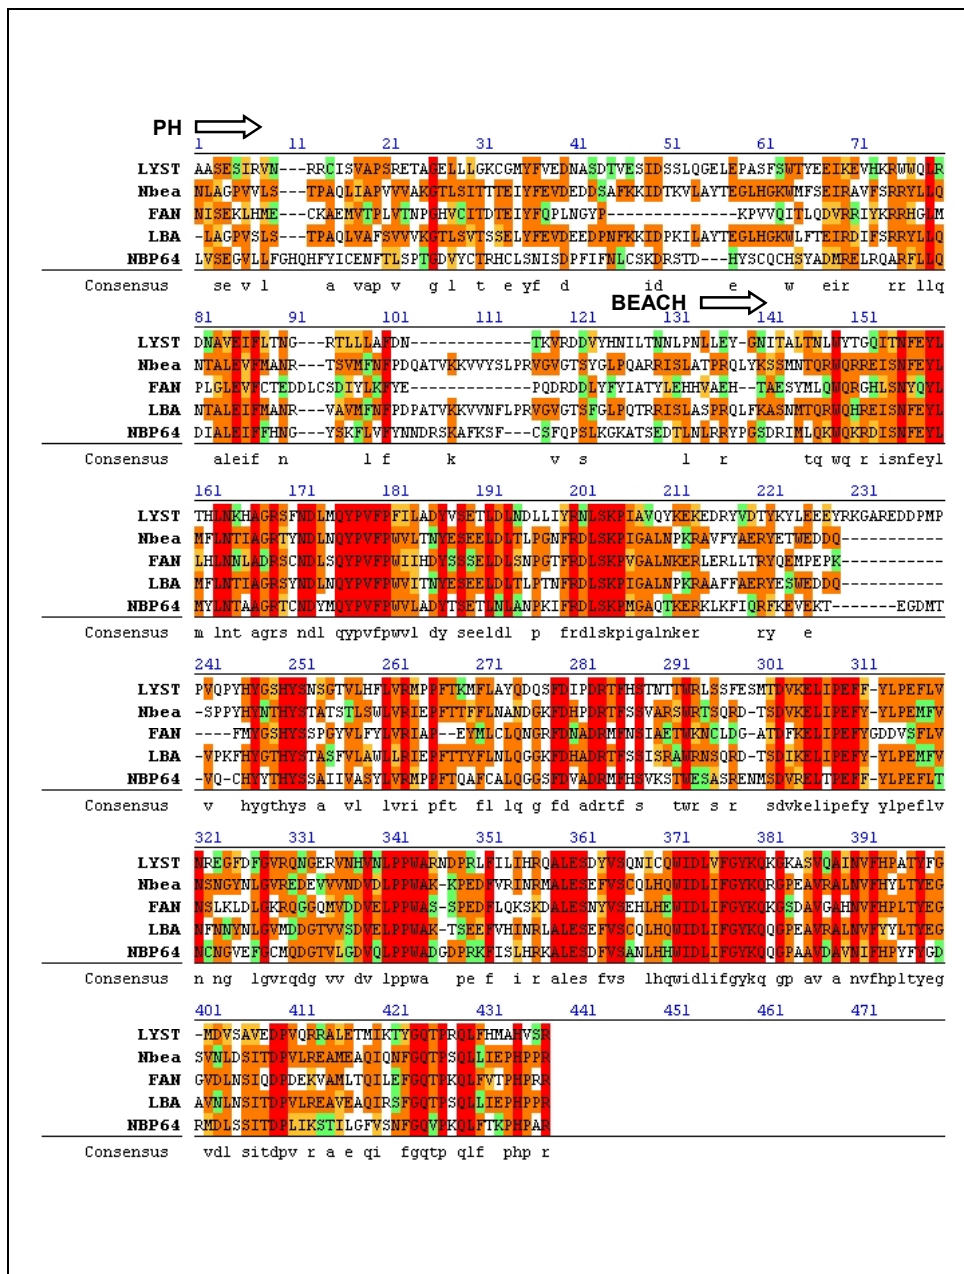 PH
1 11 21 31 41 51 61 71
LYST AASESIRVN---RRCISVAPSRETAGELLLGKCGMYFVEDNASDTVESIDSSLQGELEPASFSWTYEEIKEVHKRWWQLR
Nbea NLAGPVVLS---TPAQLIAPVVVAKGTLSITTTEIYFEVDEDDSAFKKIDTKVLAYTEGLHGKWMFSEIRAVFSRRYLLQ
FAN NISEKLHME---CKAEMVTPLVTNPGHVCITDTEIYFQPLNGYP--------------KPVVQITLQDVRRIYKRRHGLM
LBA -LAGPVSLS---TPAQLVAFSVVVKGTLSVTSSELYFEVDEEDPNFKKIDPKILAYTEGLHGKWLFTEIRDIFSRRYLLQ
NBP64 LVSEGVLLFGHQHFYICENFTLSPTGDVYCTRHCLSNISDPFIFNLCSKDRSTD---HYSCQCHSYADMRELRQARFLLQ
Consensus se v l a vap v g l t e yf d id e w eir rr llq
BEACH
81 91 101 111 121 131 141 151
LYST DNAVEIFLTNG---RTLLLAFDN-------------TKVRDDVYHNILTNNLPNLLEY-GNITALTNLWYTGQITNFEYL
Nbea NTALEVFMANR---TSVMFNFPDQATVKKVVYSLPRVGVGTSYGLPQARRISLATPRQLYKSSMNTQRWQRREISNFEYL
FAN PLGLEVFCTEDDLCSDIYLKFYE-------------PQDRDDLYFYIATYLEHHVAEH-TAESYMLQWQRGHLSNYQYL
LBA NTALEIFMANR---VAVMFNFPDPATVKKVVNFLPRVGVGTSFGLPQTRRISLASPRQLFKASNMTQRWQHREISNFEYL
NBP64 DIALEIFFHNG---YSKFLVFYNNDRSKAFKSF---CSFQPSLKGKATSEDTLNLRRYPGSDRIMLQKWQKRDISNFEYL
Consensus aleif n l f k v s l r tq wq r isnfeyl
161 171 181 191 201 211 221 231
LYST THLNKHAGRSFNDLMQYPVFPFILADYVSETLDLNDLLIYRNLSKPIAVQYKEKEDRYVDTYKYLEEEYRKGAREDDPMP
Nbea MFLNTIAGRTYNDLNQYPVFPWVLTNYESEELDLTLPGNFRDLSKPIGALNPKRAVFYAERYETWEDDQ-----------
FAN LHLNNLADRSCNDLSQYPVFPWIIHDYSSSELDLSNPGTFRDLSKPVGALNKERLERLLTRYQEMPEPK-----------
LBA MFLNTIAGRSYNDLNQYPVFPWVITNYESEELDLTLPTNFRDLSKPIGALNPKRAAFFAERYESWEDDQ-----------
NBP64 MYLNTAAGRTCNDYMQYPVFPWVLADYTSETLNLANPKIFRDLSKPMGAQTKERKLKFIQRFKEVEKT-------EGDMT
Consensus m lnt agrs ndl qypvfpwvl dy seeldl p frdlskpigalnker ry e
241 251 261 271 281 291 301 311
LYST PVQPYHYGSHYSNSGTVLHFLVRMPPFTKMFLAYQDQSFDIPDRTFHSTNTTWRLSSFESMTDVKELIPEFF-YLPEFLV
Nbea -SPPYHYNTHYSTATSTLSWLVRIEPFTTFFLNANDGKFDHPDRTFSSVARSWRTSQRD-TSDVKELIPEFY-YLPEMFV
FAN ----FMYGSHYSSPGYVLFYLVRIAP--EYMLCLQNGRFDNADRMFNSIAETWKNCLDG-ATDFKELIPEFYGDDVSFLV
LBA -VPKFHYGTHYSTASFVLAWLLRIEPFTTYFLNLQGGKFDHADRTFSSISRAWRNSQRD-TSDIKELIPEFY-YLPEMFV
NBP64 -VQ-CHYYTHYSSAIIVASYLVRMPPFTQAFCALQGGSFDVADRMFHSVKSTWESASRENMSDVRELTPEFF-YLPEFLT
Consensus v hygthys a vl lvri pft fl lq g fd adrtf s twr s r sdvkelipefy ylpeflv
321 331 341 351 361 371 381 391
LYST NREGFDFGVRQNGERVNHVNLPPWARNDPRLFILIHRQALESDYVSQNICQWIDLVFGYKQKGKASVQAINVFHPATYFG
Nbea NSNGYNLGVREDEVVVNDVDLPPWAK-KPEDFVRINRMALESEFVSCQLHQWIDLIFGYKQRGPEAVRALNVFHYLTYEG
FAN NSLKLDLGKRQGGQMVDDVELPPWAS-SPEDFLQKSKDALESNYVSEHLHEWIDLIFGYKQKGSDAVGAHNVFHPLTYEG
LBA NFNNYNLGVMDDGTVVSDVELPPWAK-TSEEFVHINRLALESEFVSCQLHQWIDLIFGYKQQGPEAVRALNVFYYLTYEG
NBP64 NCNGVEFGCMQDGTVLGDVQLPPWADGDPRKFISLHRKALESDFVSANLHHWIDLIFGYKQQGPAAVDAVNIFHPYFYGD
Consensus n ng lgvrqdg vv dv lppwa pe f i r ales fvs lhqwidlifgykq gp av a nvfhpltyeg
401 411 421 431 441 451 461 471
LYST -MDVSAVEDPVQRRALETMIKTYGQTPRQLFHMAHVSR
Nbea SVNLDSITDPVLREAMEAQIQNFGQTPSQLLIEPHPPR
FAN GVDLNSIQDPDEKVAMLTQILEFGQTPKQLFVTPHPRR
LBA AVNLNSITDPVLREAVEAQIRSFGQTPSQLLIEPHPPR
NBP64 RMDLSSITDPLIKSTILGFVSNFGQVPKQLFTKPHPAR
Consensus vdl sitdpv r a e qi fgqtp qlf php r